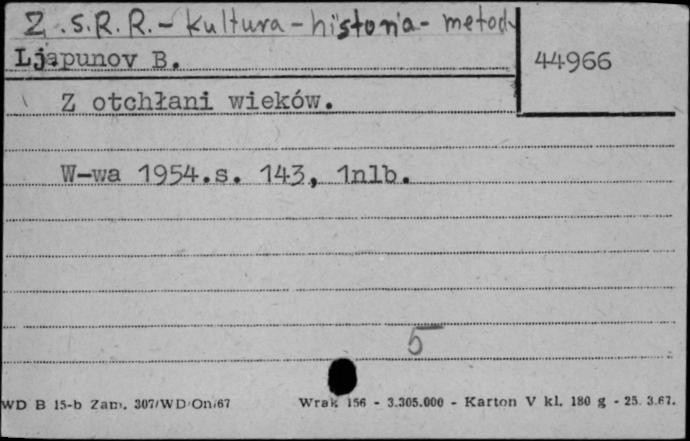 Z.S.R.R. - kultura - historia - metody
Ljapunov B.
44966
Z otchłani wieków.
W-wa 1954.s. 143, 1nlb.
5
WD B 15-b Zam. 307/WD/On/67 Wrak 156 - 3.305.000 - Karton V kl. 180 g - 25. 3.67.